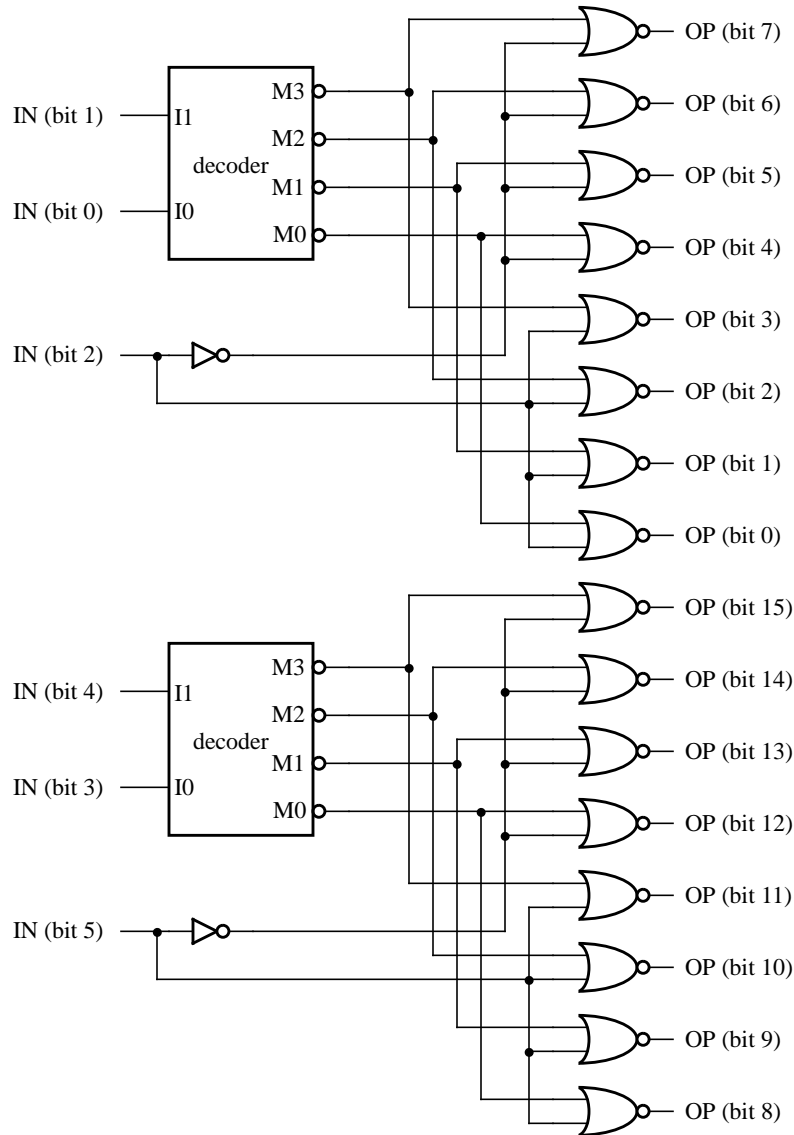 OP (bit 7)
M3
IN (bit 1)
I1
OP (bit 6)
M2
decoder
OP (bit 5)
M1
IN (bit 0)
I0
M0
OP (bit 4)
OP (bit 3)
IN (bit 2)
OP (bit 2)
OP (bit 1)
OP (bit 0)
OP (bit 15)
M3
IN (bit 4)
I1
OP (bit 14)
M2
decoder
OP (bit 13)
M1
IN (bit 3)
I0
M0
OP (bit 12)
OP (bit 11)
IN (bit 5)
OP (bit 10)
OP (bit 9)
OP (bit 8)